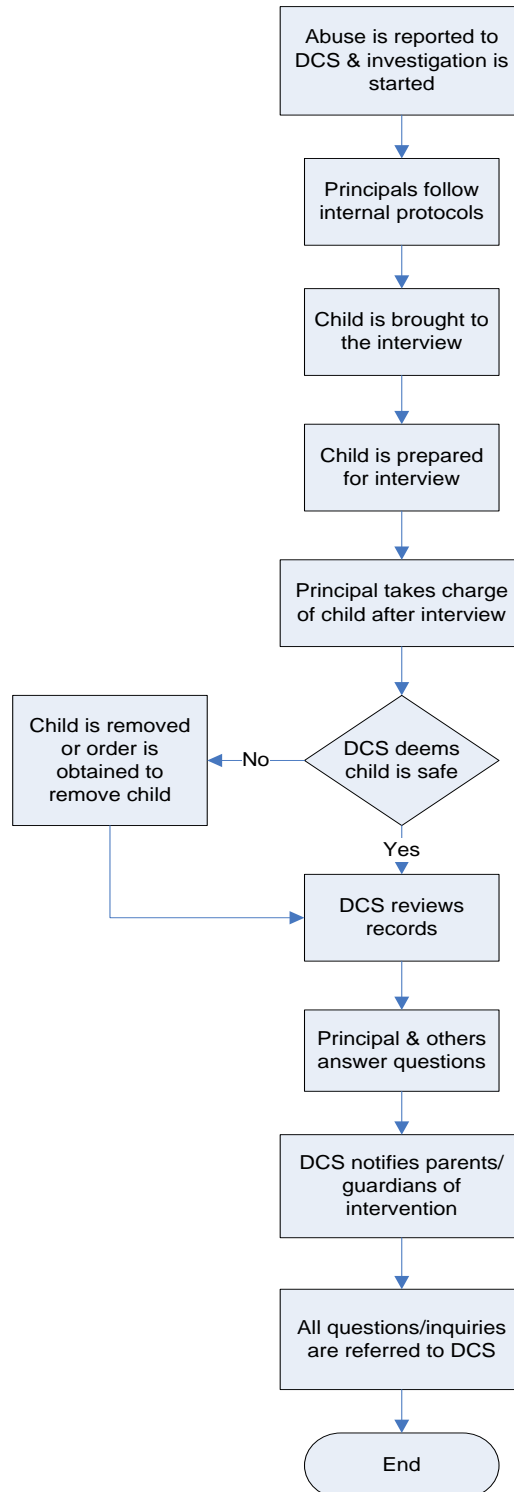 Abuse is reported to
DCS & investigation is
started
Principals follow
internal protocols
Child is brought to
the interview
Child is prepared
for interview
Principal takes charge
of child after interview
DCS deems
child is safe
No
Child is removed
or order is
obtained to
remove child
Yes
DCS reviews
records
Principal & others
answer questions
DCS notifies parents/
guardians of
intervention
All questions/inquiries
are referred to DCS
End